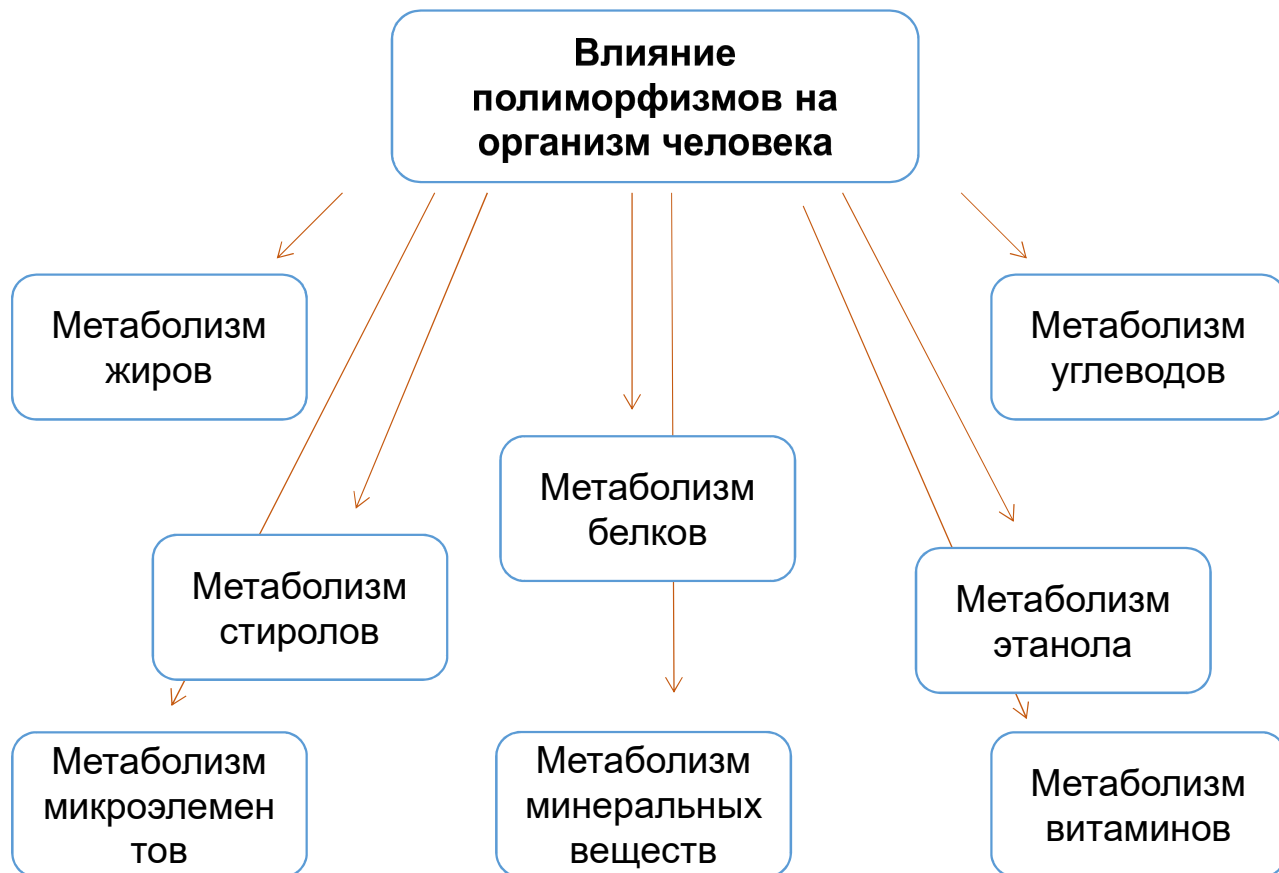 Влияние
полиморфизмов на
организм человека
Метаболизм
жиров
Метаболизм
углеводов
Метаболизм
белков
Метаболизм
стиролов
Метаболизм
этанола
Метаболизм
микроэлемен
тов
Метаболизм
минеральных
веществ
Метаболизм
витаминов